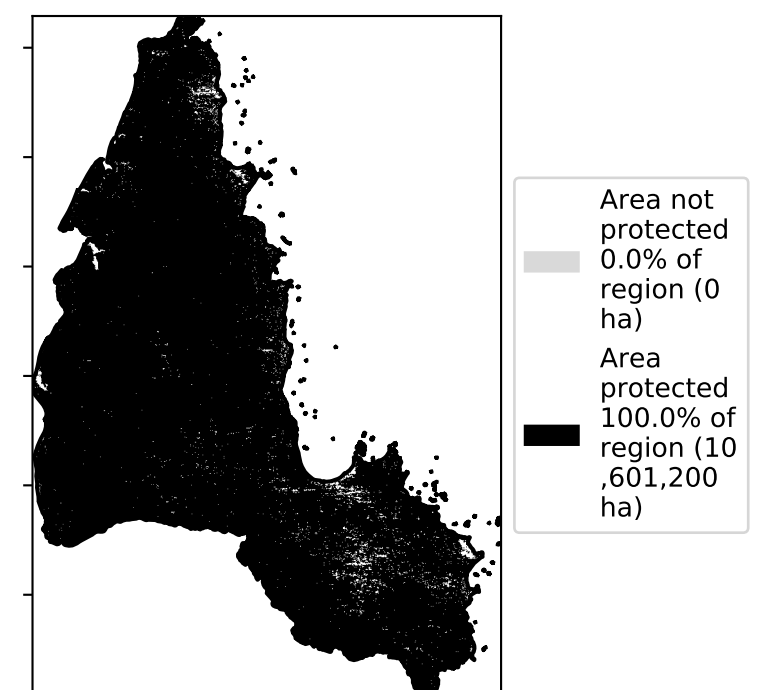 Area not
protected
0.0% of
region (0
ha)
Area
protected
100.0% of
region (10
,601,200
ha)